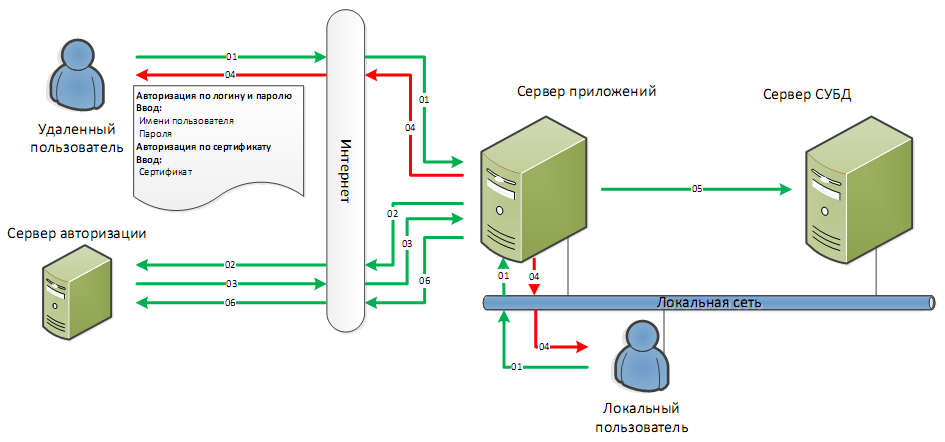 Удаленный
пользователь
01
04
Авторизация по логину и паролю
Ввод:
Имени пользователя
Пароля
Авторизация по сертификату
Ввод:
Сертификат
Интернет
01
04
Сервер приложений
Сервер СУБД
05
Сервер авторизации
02
03
06
02
03
06
01
04
Локальная сеть
04
01
Локальный
пользователь